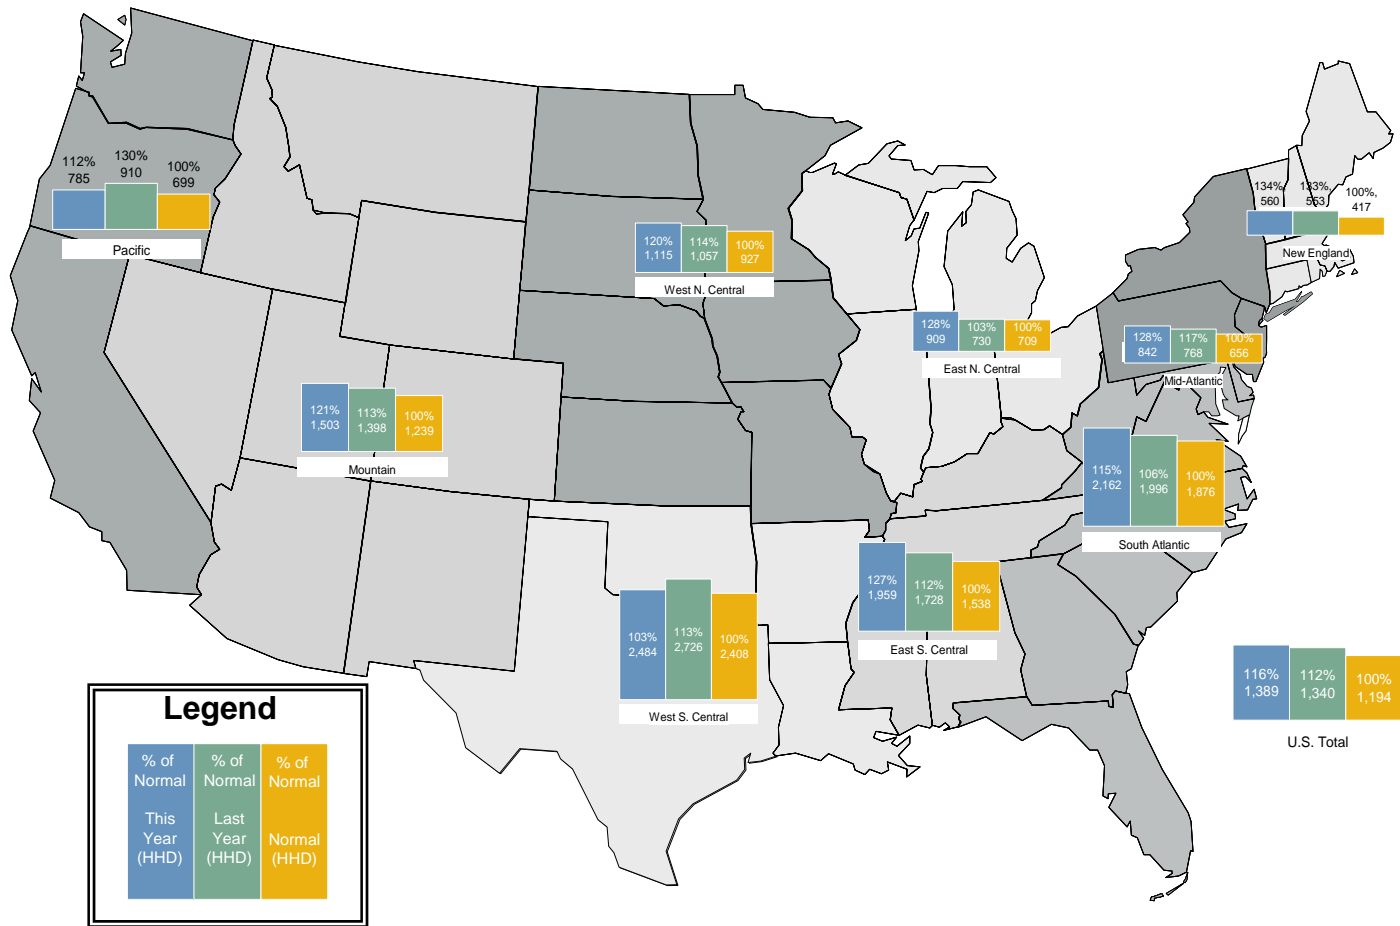 112%
785
130%
910
100%
699
Pacific
120%
1,115
114%
1,057
100%
927
West N. Central
134%,
560
133%,
553
100%,
417
New England
128%
909
103%
730
100%
709
East N. Central
128%
842
117%
768
100%
656
Mid-Atlantic
121%
1,503
113%
1,398
100%
1,239
Mountain
115%
2,162
106%
1,996
100%
1,876
South Atlantic
127%
1,959
112%
1,728
100%
1,538
East S. Central
103%
2,484
113%
2,726
100%
2,408
West S. Central
116%
1,389
112%
1,340
100%
1,194
U.S. Total
Legend
% of
Normal
This
Year
(HHD)
% of
Normal
Last
Year
(HHD)
% of
Normal
Normal
(HHD)